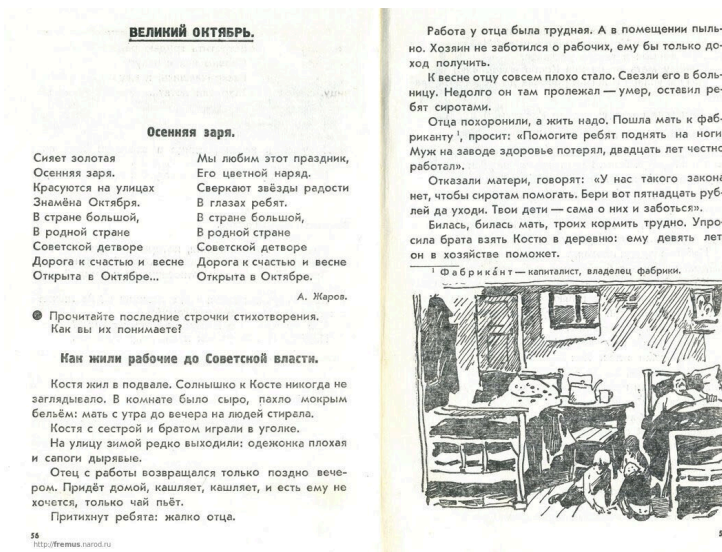 ВЕЛИКИЙ ОКТЯБРЬ.
Осенняя заря.
Сияет золотая
Осенняя заря.
Красуются на улицах
Знамёна Октября.
В стране большой,
В родной стране
Советской детворе
Дорога к счастью и весне
Открыта в Октябре...
Мы любим этот праздник,
Его цветной наряд.
Сверкают звёзды радости
В глазах ребят.
В стране большой,
В родной стране
Советской детворе
Дорога к счастью и весне
Открыта в Октябре.
А. Жаров.
Прочитайте последние строчки стихотворения.
Как вы их понимаете?
Как жили рабочие до Советской власти.
Костя жил в подвале. Солнышко к Косте никогда не
заглядывало. В комнате было сыро, пахло мокрым
бельём: мать с утра до вечера на людей стирала.
Костя с сестрой и братом играли в уголке.
На улицу зимой редко выходили: одежонка плохая
и сапоги дырявые.
Отец с работы возвращался только поздно вече-
ром. Придёт домой, кашляет, кашляет, и есть ему не
хочется, только чай пьёт.
Притихнут ребята: жалко отца.
56
http://fremus.narod.ru
Работа у отца была трудная. А в помещении пыль-
но. Хозяин не заботился о рабочих, ему бы только до-
ход получить.
К весне отцу совсем плохо стало. Свезли его в боль-
ницу. Недолго он там пролежал — умер, оставил ре-
бят сиротами.
Отца похоронили, а жить надо. Пошла мать к фаб-
риканту ¹, просит: «Помогите ребят поднять на ноги.
Муж на заводе здоровье потерял, двадцать лет честно
работал».
Отказали матери, говорят: «У нас такого закона
нет, чтобы сиротам помогать. Бери вот пятнадцать руб-
лей да уходи. Твои дети — сама о них и заботься».
Билась, билась мать, троих кормить трудно. Упро-
сила брата взять Костю в деревню: ему девять лет,
он в хозяйстве поможет.
¹ Фабрика́нт — капиталист, владелец фабрики.